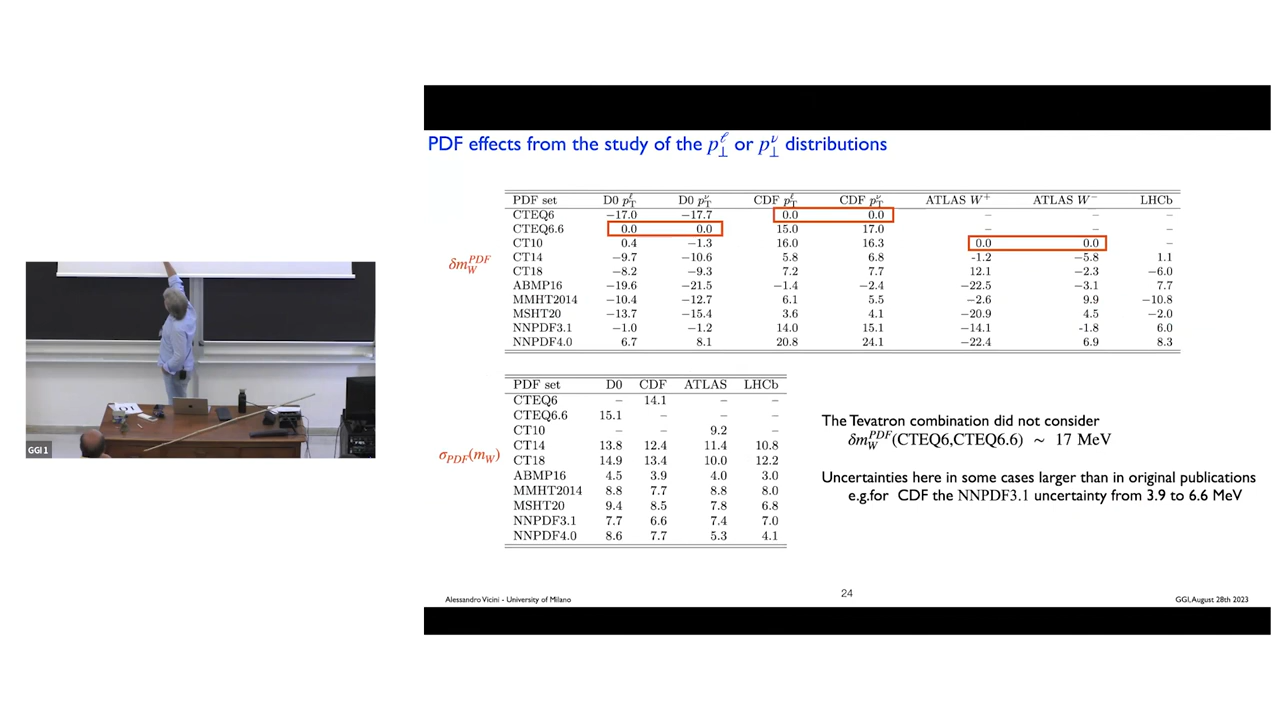 PDF effects from the study of the p⊥^ℓ or p⊥^ν distributions
PDF set D0 p_T^ℓ D0 p_T^ν CDF p_T^ℓ CDF p_T^ν ATLAS W⁺ ATLAS W⁻ LHCb
CTEQ6 −17.0 −17.7 0.0 0.0 – – –
CTEQ6.6 0.0 0.0 15.0 17.0 – – –
CT10 0.4 −1.3 16.0 16.3 0.0 0.0 –
CT14 −9.7 −10.6 5.8 6.8 -1.2 −5.8 1.1
δm_W^PDF
CT18 −8.2 −9.3 7.2 7.7 12.1 −2.3 −6.0
ABMP16 −19.6 −21.5 −1.4 −2.4 −22.5 −3.1 7.7
MMHT2014 −10.4 −12.7 6.1 5.5 −2.6 9.9 −10.8
MSHT20 −13.7 −15.4 3.6 4.1 −20.9 4.5 −2.0
NNPDF3.1 −1.0 −1.2 14.0 15.1 −14.1 -1.8 6.0
NNPDF4.0 6.7 8.1 20.8 24.1 −22.4 6.9 8.3
PDF set D0 CDF ATLAS LHCb
CTEQ6 – 14.1 – –
CTEQ6.6 15.1 – – –
CT10 – – 9.2 –
CT14 13.8 12.4 11.4 10.8
σ_PDF(m_W)
CT18 14.9 13.4 10.0 12.2
ABMP16 4.5 3.9 4.0 3.0
MMHT2014 8.8 7.7 8.8 8.0
MSHT20 9.4 8.5 7.8 6.8
NNPDF3.1 7.7 6.6 7.4 7.0
NNPDF4.0 8.6 7.7 5.3 4.1
The Tevatron combination did not consider
δm_W^PDF(CTEQ6,CTEQ6.6) ~ 17 MeV
Uncertainties here in some cases larger than in original publications
e.g.for CDF the NNPDF3.1 uncertainty from 3.9 to 6.6 MeV
Alessandro Vicini - University of Milano
24
GGI, August 28th 2023
GGI 1